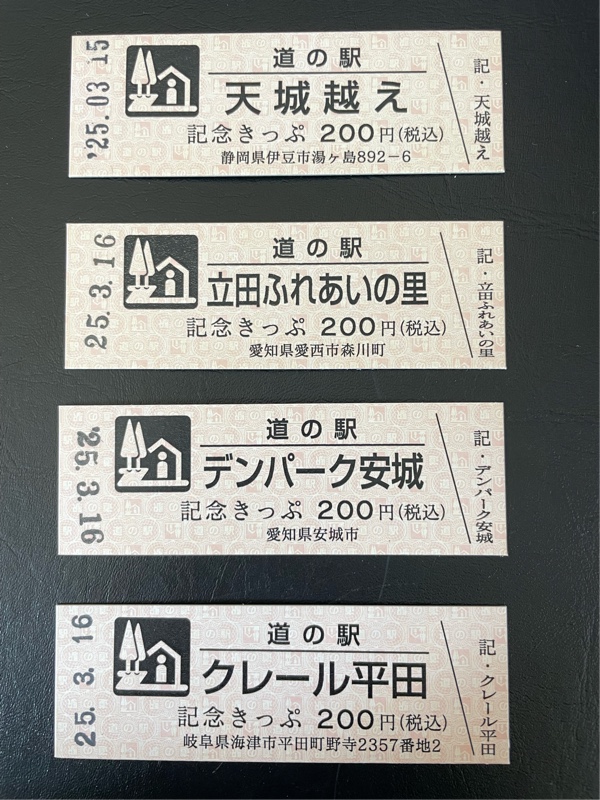 '25.03 15
道の駅
天城越え
記念きっぷ 200円(税込)
静岡県伊豆市湯ヶ島892-6
記・天城越え
25.3.16
道の駅
立田ふれあいの里
記念きっぷ 200円(税込)
愛知県愛西市森川町
記・立田ふれあいの里
'25.3.16
道の駅
デンパーク安城
記念きっぷ 200円(税込)
愛知県安城市
記・デンパーク安城
25.3.16
道の駅
クレール平田
記念きっぷ 200円(税込)
岐阜県海津市平田町野寺2357番地2
記・クレール平田